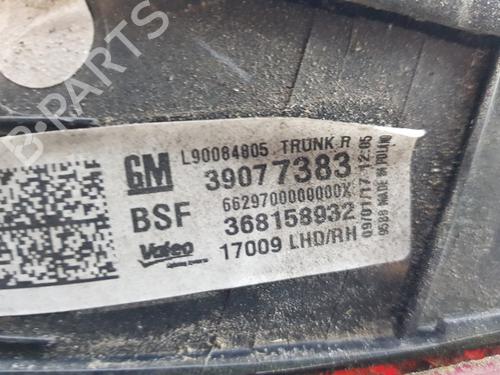 L90084805 TRUNK R
GM 39077383
6629700000000X
BSF 368158932
Valeo 17009 LHD/RH
09/01/17 12:05
9588 MADE IN POLAND
B-PARTS